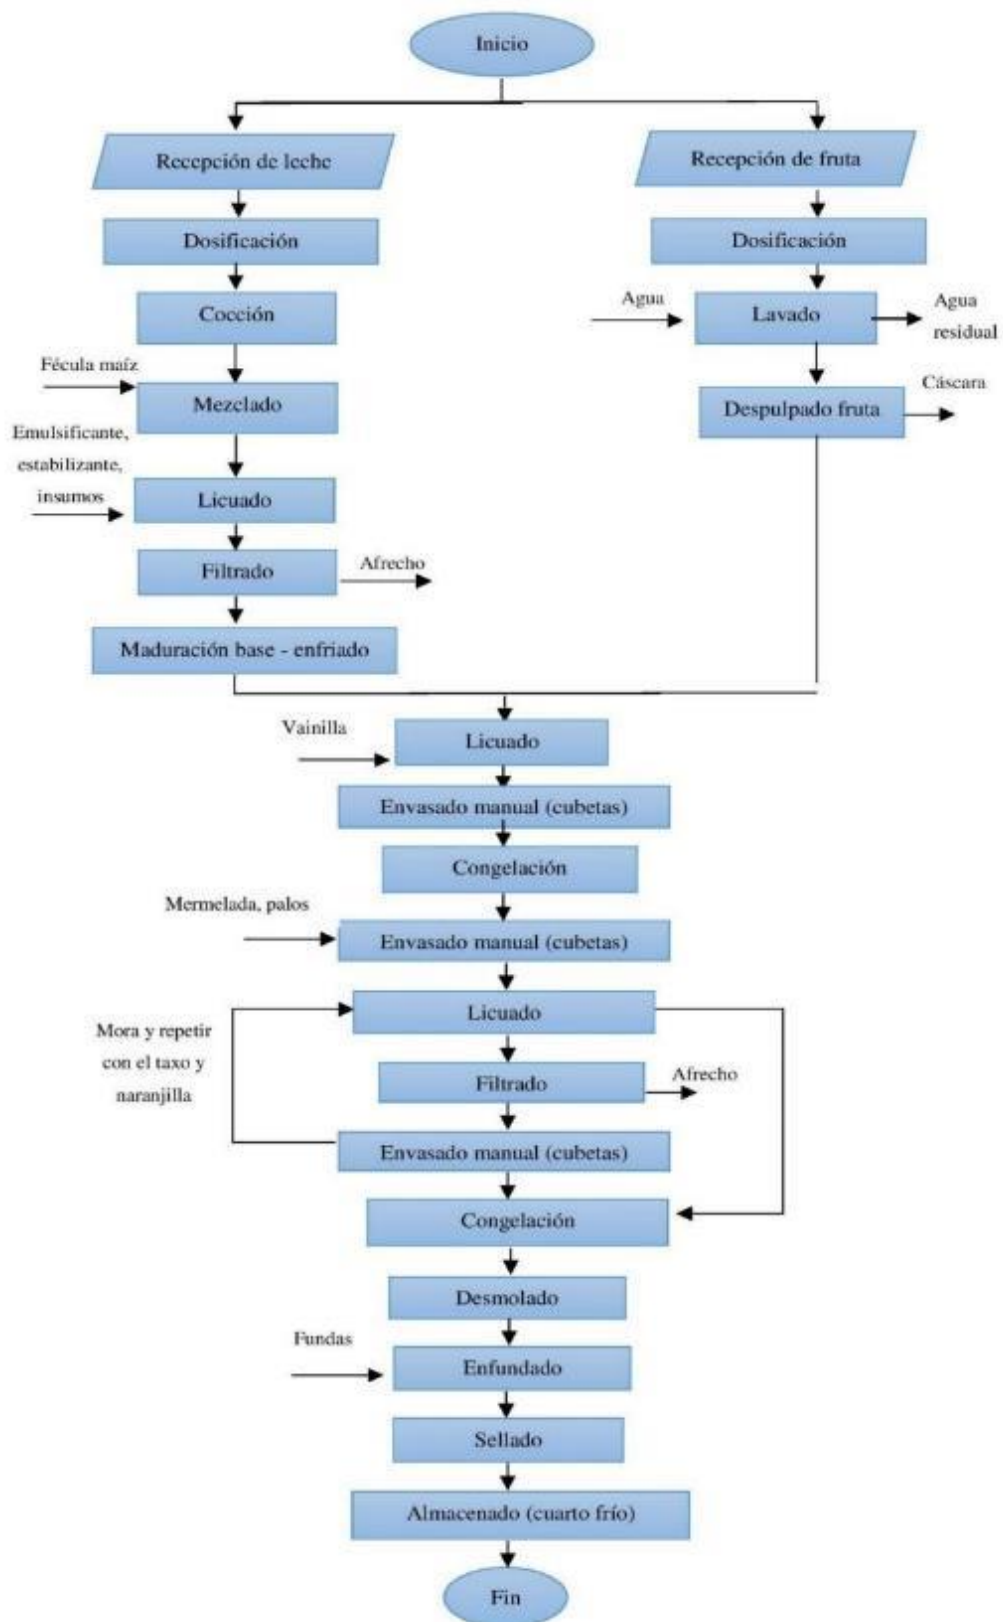 Inicio
Recepción de leche
Dosificación
Cocción
Fécula maíz
Mezclado
Emulsificante,
estabilizante,
insumos
Licuado
Filtrado
Afrecho
Maduración base - enfriado
Recepción de fruta
Dosificación
Agua
Lavado
Agua
residual
Despulpado fruta
Cáscara
Vainilla
Licuado
Envasado manual (cubetas)
Congelación
Mermelada, palos
Envasado manual (cubetas)
Licuado
Mora y repetir
con el taxo y
naranjilla
Filtrado
Afrecho
Envasado manual (cubetas)
Congelación
Desmolado
Fundas
Enfundado
Sellado
Almacenado (cuarto frío)
Fin